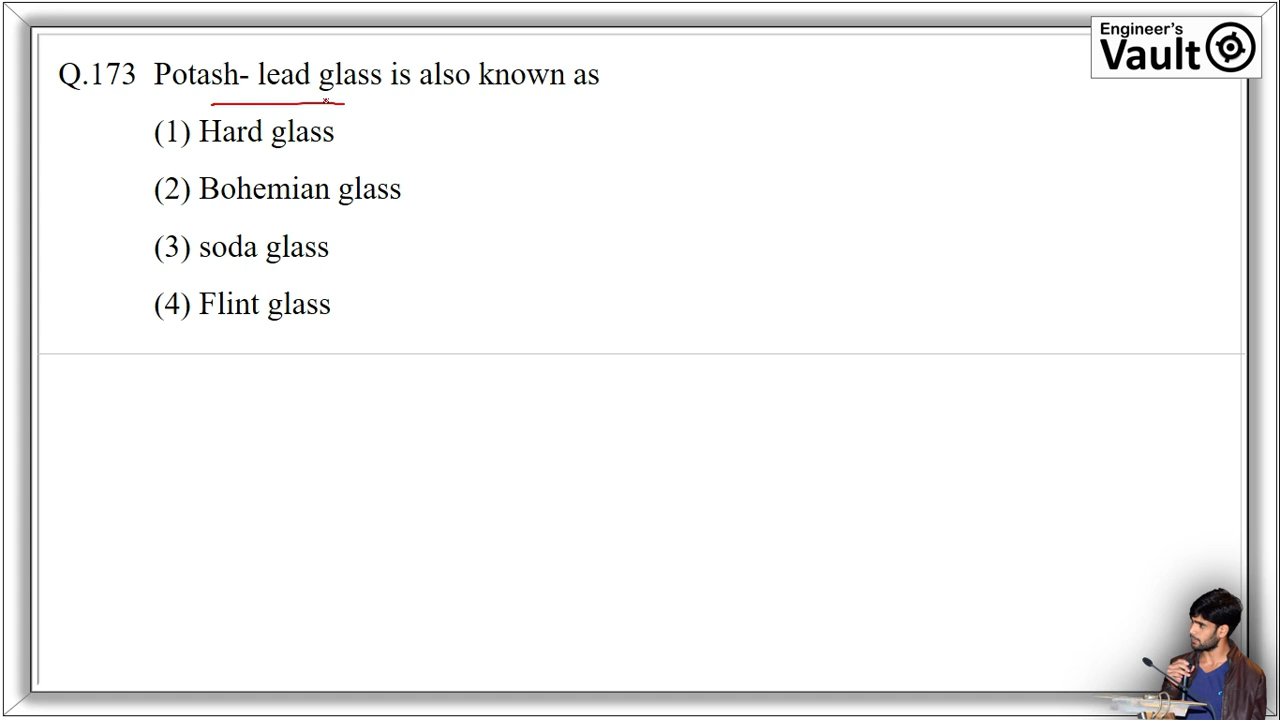 Engineer's
Vault
Q.173 Potash- lead glass is also known as
(1) Hard glass
(2) Bohemian glass
(3) soda glass
(4) Flint glass